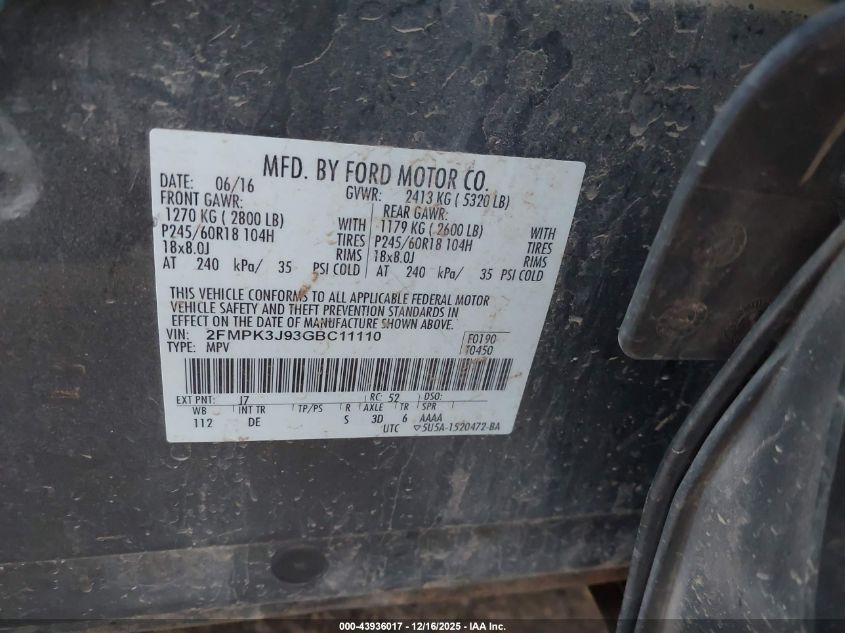 MFD. BY FORD MOTOR CO.
DATE: 06/16 GVWR: 2413 KG ( 5320 LB)
FRONT GAWR: REAR GAWR:
1270 KG ( 2800 LB) WITH 1179 KG ( 2600 LB) WITH
P245/60R18 104H TIRES P245/60R18 104H TIRES
18x8.0J RIMS 18x8.0J RIMS
AT 240 kPa/ 35 PSI COLD AT 240 kPa/ 35 PSI COLD
THIS VEHICLE CONFORMS TO ALL APPLICABLE FEDERAL MOTOR
VEHICLE SAFETY AND THEFT PREVENTION STANDARDS IN
EFFECT ON THE DATE OF MANUFACTURE SHOWN ABOVE.
VIN: 2FMPK3J93GBC11110 F0190
TYPE: MPV T0450
EXT PNT: J7 RC: 52 DSO:
WB INT TR TP/PS R AXLE TR SPR
112 DE S 3D 6 AAAA
UTC 5U5A-1520472-BA
000-43936017 - 12/16/2025 - IAA Inc.